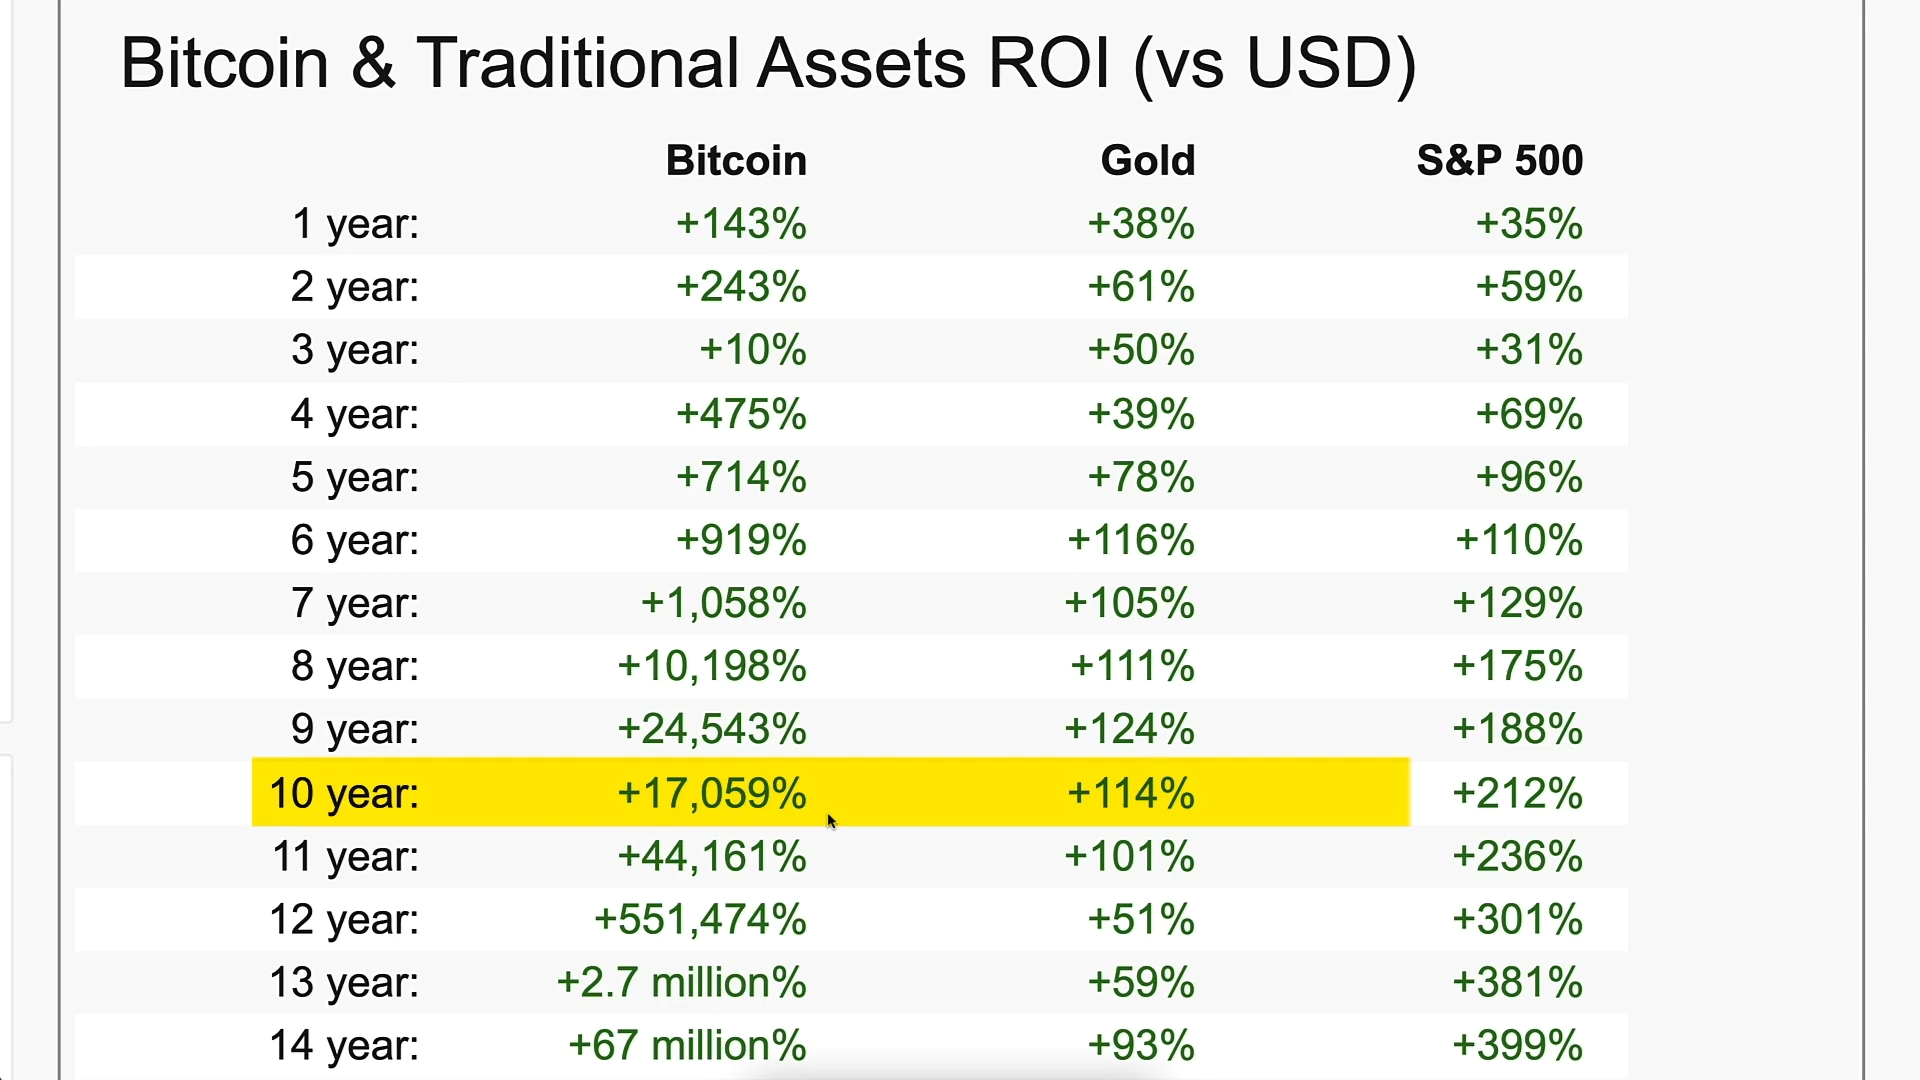 Bitcoin & Traditional Assets ROI (vs USD)
Bitcoin Gold S&P 500
1 year: +143% +38% +35%
2 year: +243% +61% +59%
3 year: +10% +50% +31%
4 year: +475% +39% +69%
5 year: +714% +78% +96%
6 year: +919% +116% +110%
7 year: +1,058% +105% +129%
8 year: +10,198% +111% +175%
9 year: +24,543% +124% +188%
10 year: +17,059% +114% +212%
11 year: +44,161% +101% +236%
12 year: +551,474% +51% +301%
13 year: +2.7 million% +59% +381%
14 year: +67 million% +93% +399%